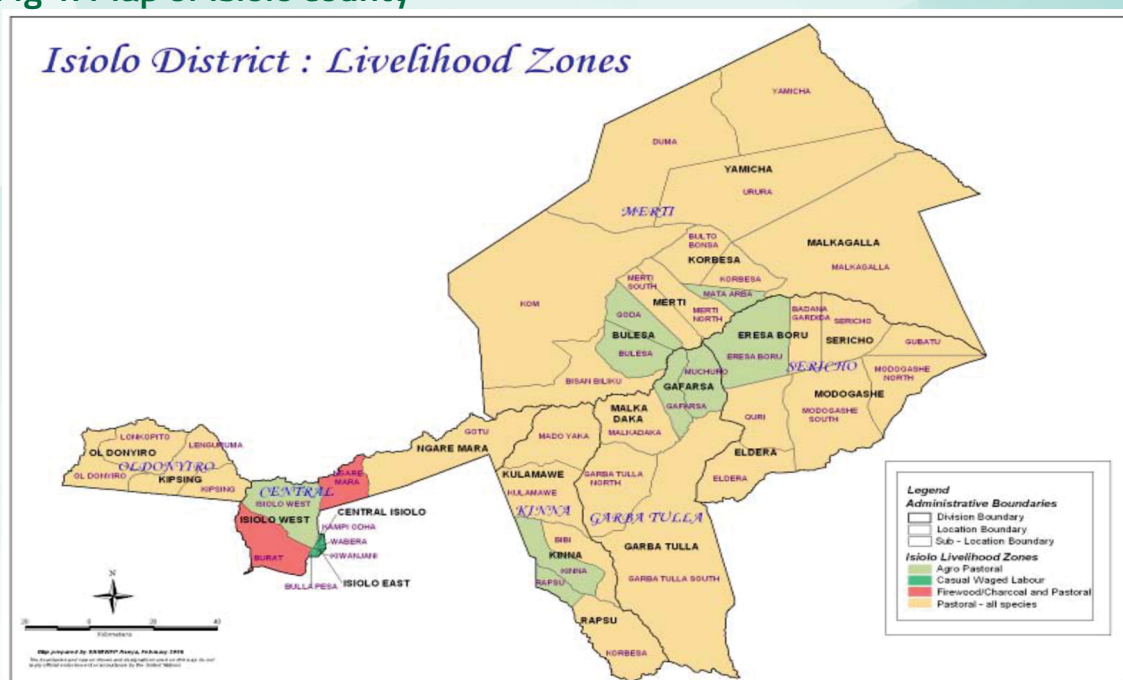 Isiolo District : Livelihood Zones
YAMICHA
DUMA
YAMICHA
URURA
MERTI
BULTO
BONSA
KORBESA
MALKAGALLA
MALKAGALLA
KORBESA
MERTI
SOUTH
MATA ARBA
KOM
MERTI
GODA
MERTI
NORTH
BADANA
GARDIDA
SERICHO
BULESA
ERESA BORU
SERICHO
GUBATU
BULESA
ERESA BORU
SERICHO
MUCHURO
MODOGASHE
NORTH
BISAN BILIKU
GAFARSA
MODOGASHE
GAFARSA
MALKA
DAKA
MALKADAKA
QURI
MODOGASHE
SOUTH
GOTU
MADO YAKA
LONKOPITO
LENGURUMA
NGARE MARA
OL DONYIRO
ELDERA
OLDONYIRO
OL DONYIRO
KIPSING
KIPSING
NGARE
MARA
KULAMAWE
GARBA TULLA
NORTH
ELDERA
CENTRAL
ISIOLO WEST
KULAMAWE
KINNA
GARBA TULLA
ISIOLO WEST
CENTRAL ISIOLO
KAMPI ODHA
WABERA
KIWANJANI
BIBI
KINNA
GARBA TULLA
BURAT
KINNA
RAPSU
GARBA TULLA SOUTH
BULLA PESA
ISIOLO EAST
RAPSU
KORBESA
N
20
0
20
40
Kilometers
Legend
Administrative Boundaries
Division Boundary
Location Boundary
Sub - Location Boundary
Isiolo Livelihood Zones
Agro Pastoral
Casual Waged Labour
Firewood/Charcoal and Pastoral
Pastoral - all species